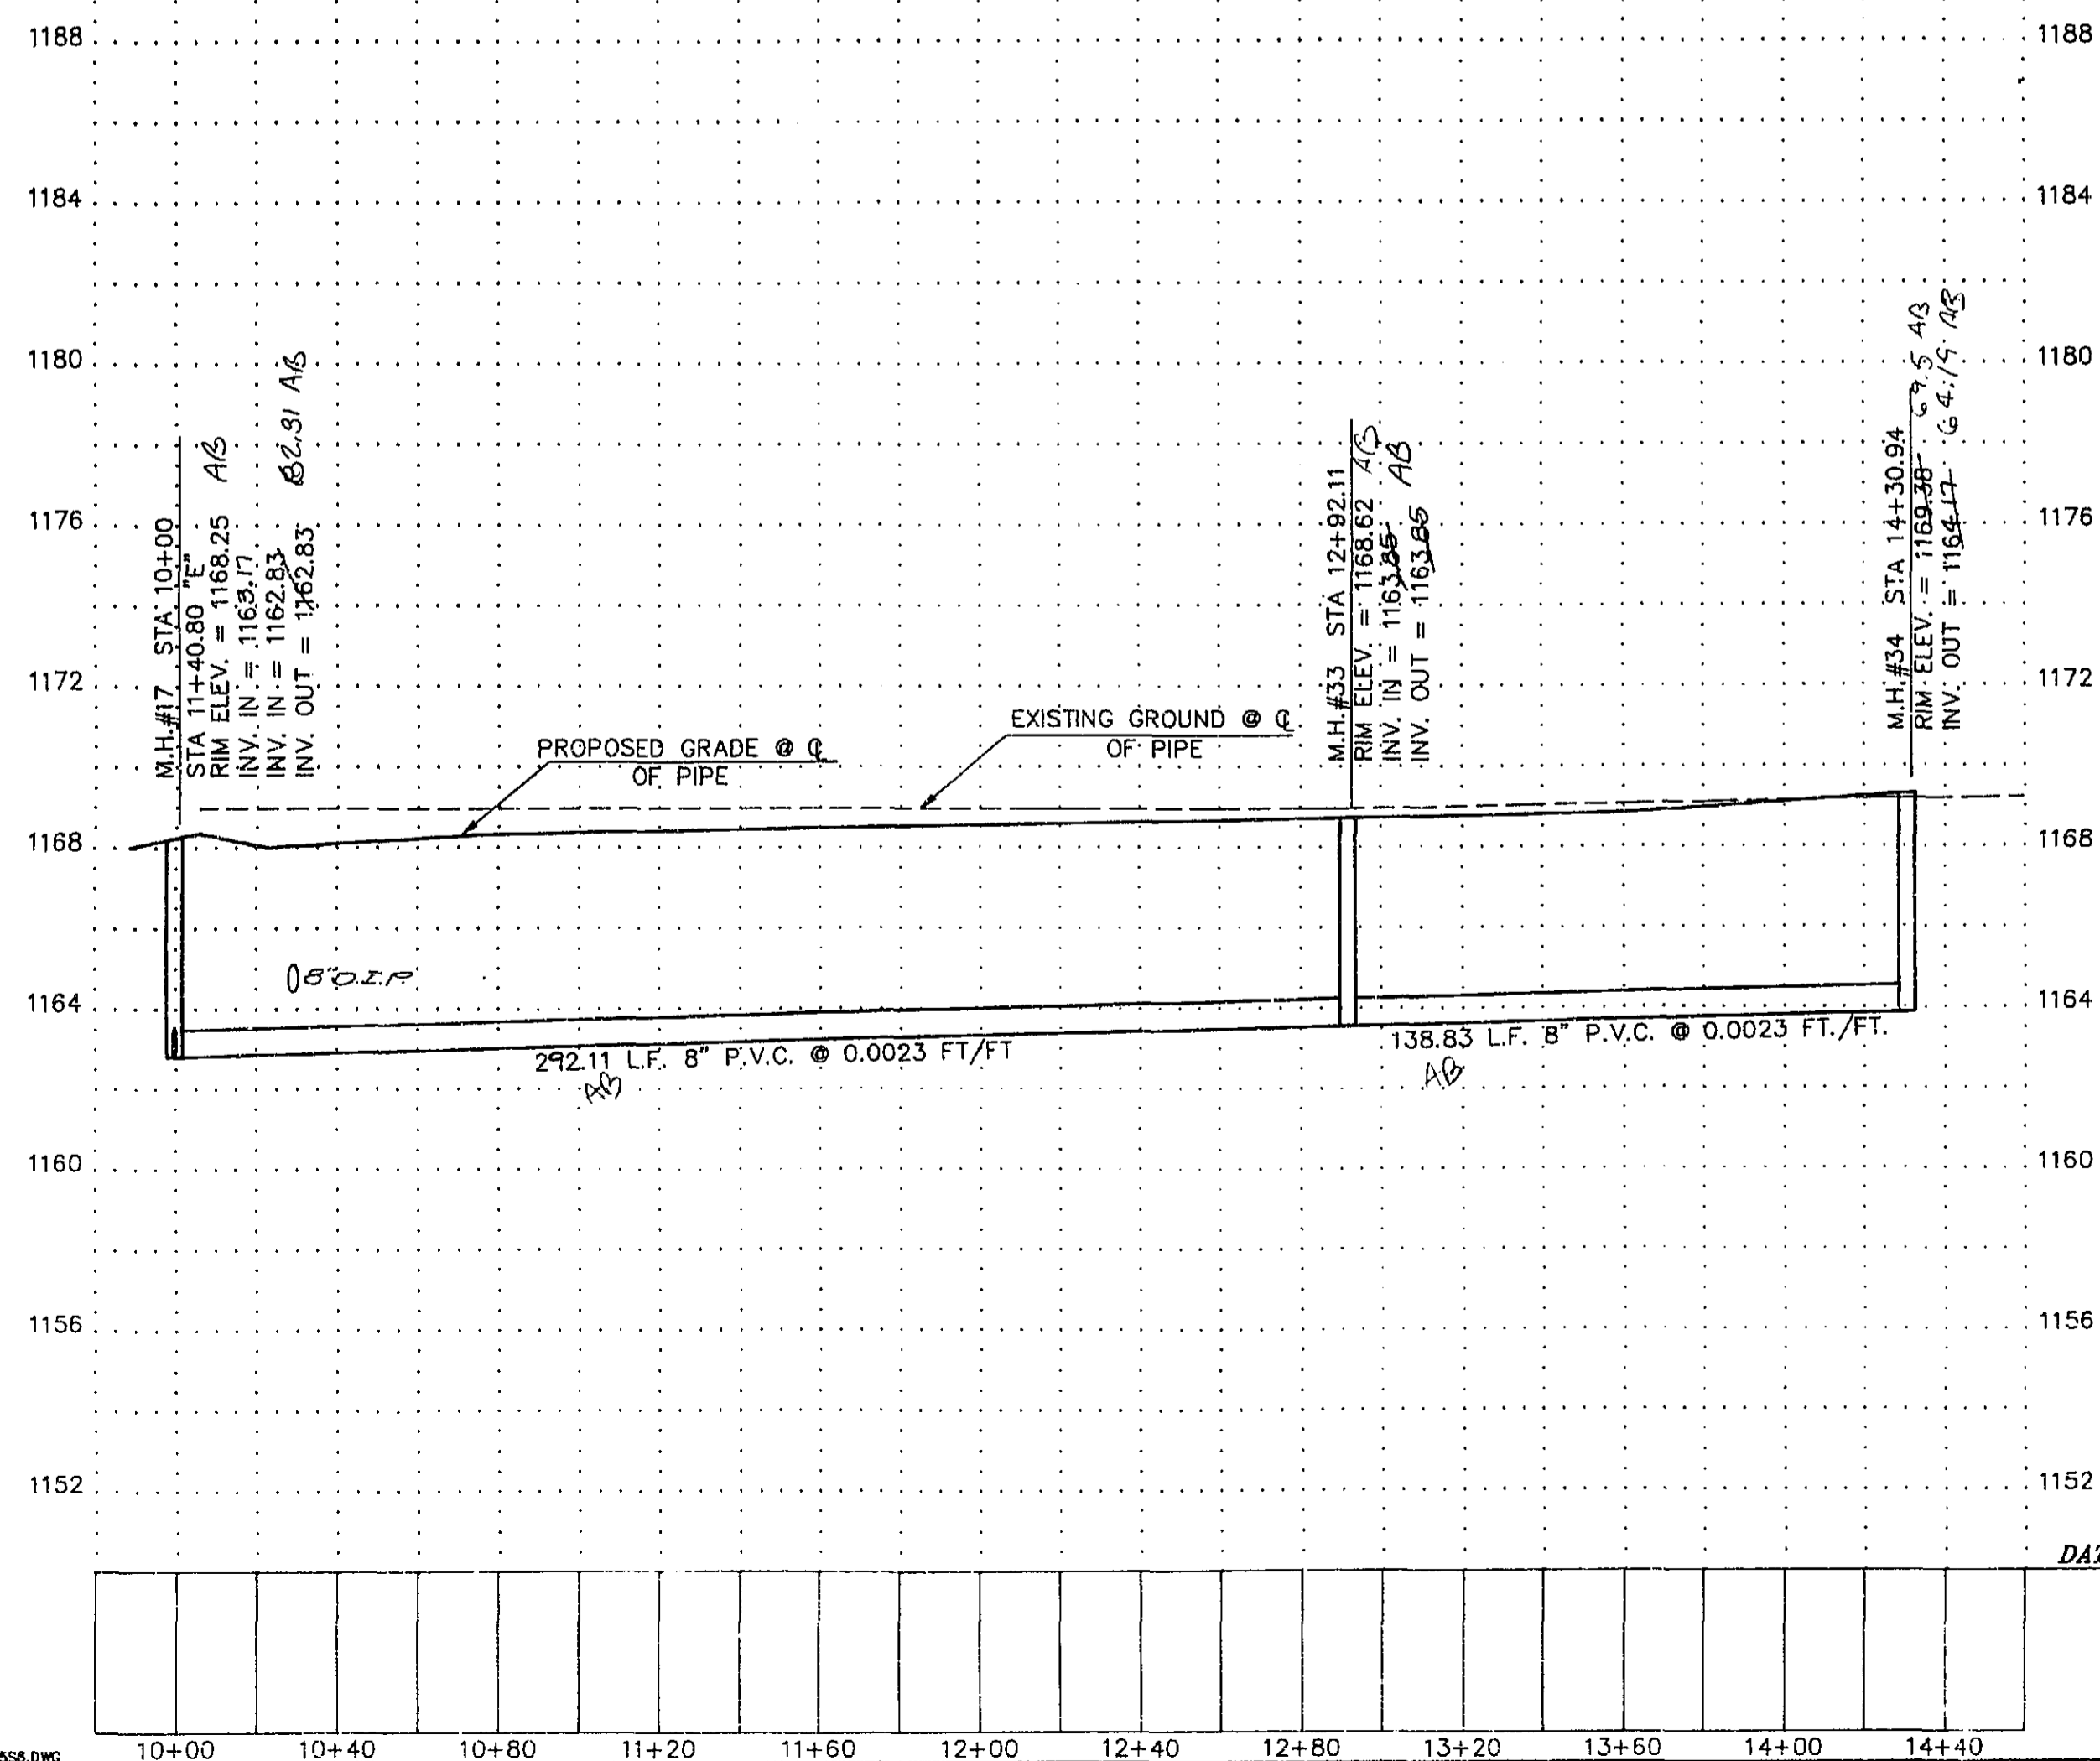 1188
1188
1184
1184
1180
1180
1176
1176
1172
1172
1168
1168
1164
1164
1160
1160
1156
1156
1152
1152
M.H.#17 STA 10+00
STA 11+40.80 "E"
RIM ELEV. = 1168.25 AB
INV. IN = 1163.17
INV. IN = 1162.83
INV. OUT = 1162.83 AB
M.H.#33 STA 12+92.11
RIM ELEV. = 1168.62 AB
INV. IN = 1163.85 AB
INV. OUT = 1163.85
M.H.#34 STA 14+30.94
RIM ELEV. = 1169.38 69.5 AB
INV. OUT = 1164.17 64.19 AB
PROPOSED GRADE @ ℄
OF PIPE
EXISTING GROUND @ ℄
OF PIPE
8" D.I.P.
292.11 L.F. 8" P.V.C. @ 0.0023 FT/FT
AB
138.83 L.F. 8" P.V.C. @ 0.0023 FT./FT.
AB
10+00 10+40 10+80 11+20 11+60 12+00 12+40 12+80 13+20 13+60 14+00 14+40